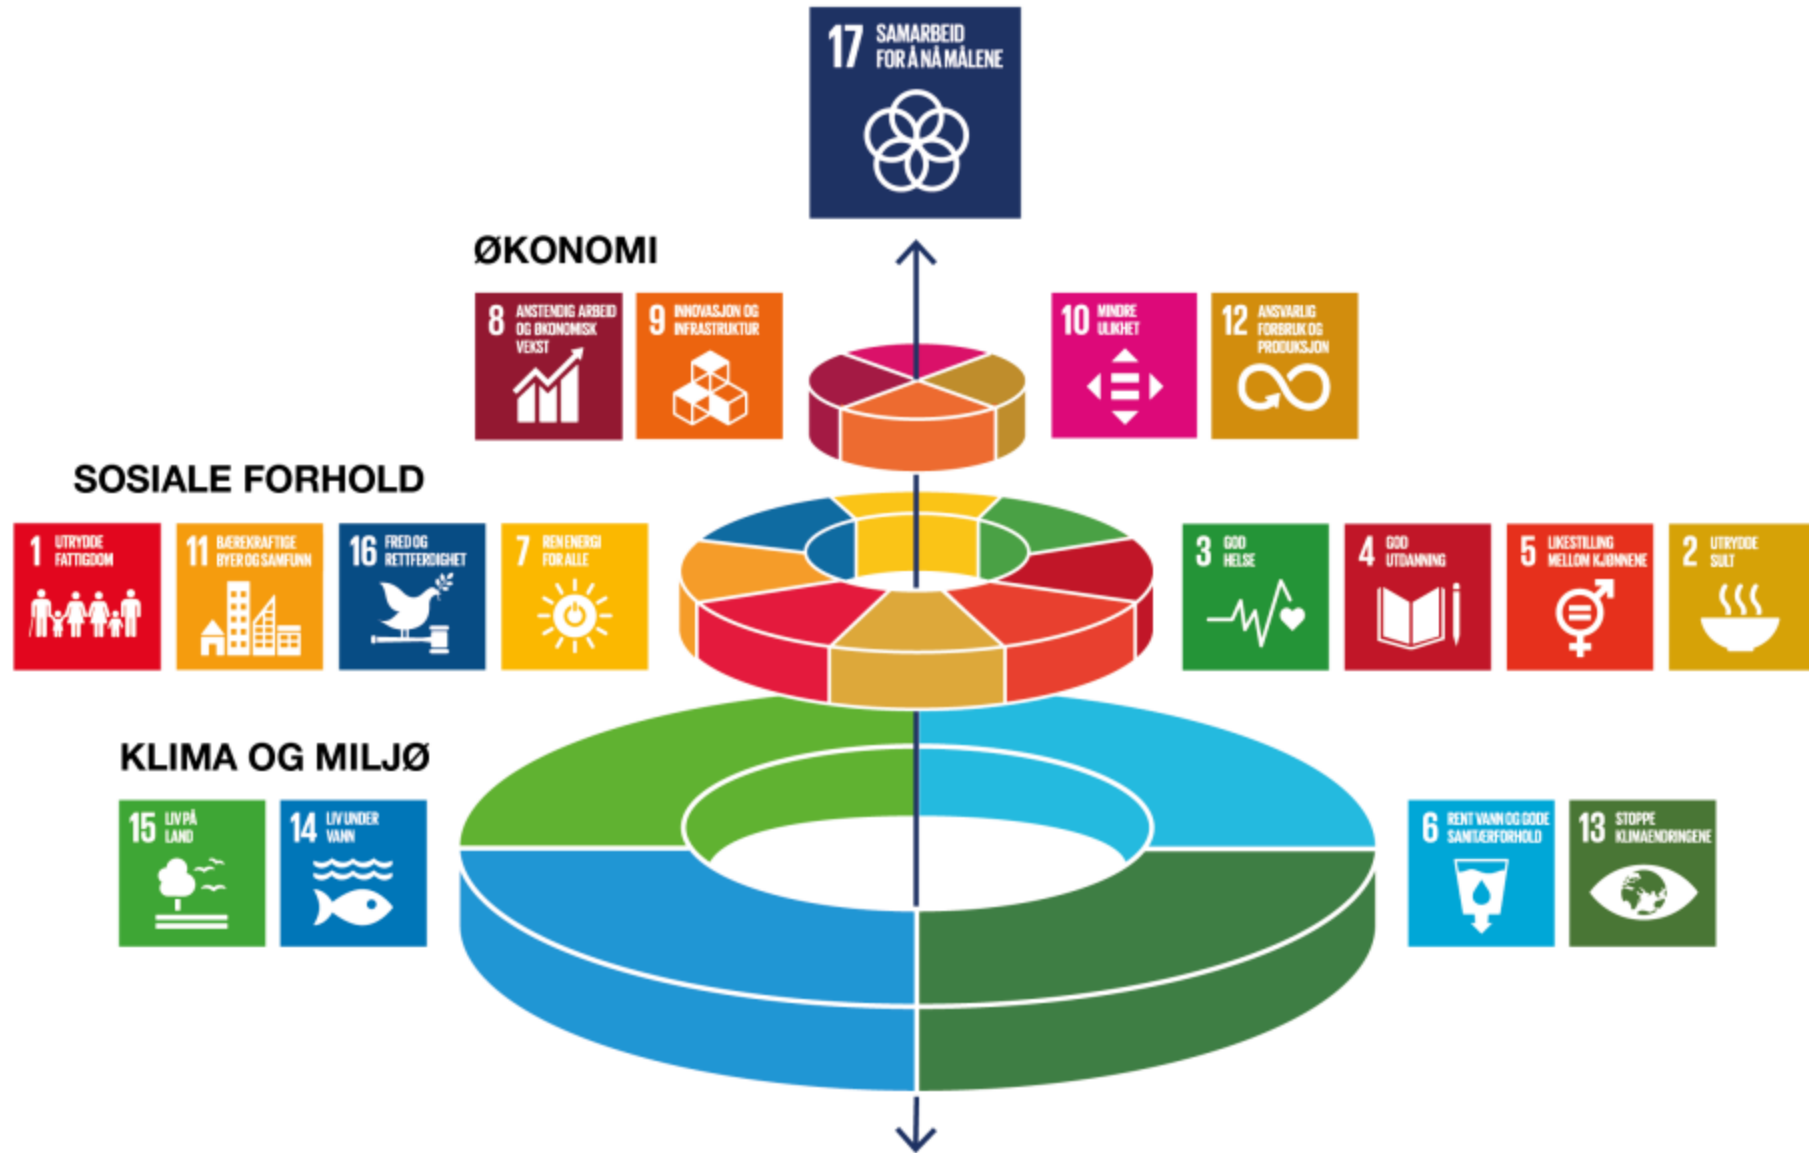 17 SAMARBEID
FOR Å NÅ MÅLENE
ØKONOMI
8 ANSTENDIG ARBEID
OG ØKONOMISK
VEKST
9 INNOVASJON OG
INFRASTRUKTUR
10 MINDRE
ULIKHET
12 ANSVARLIG
FORBRUK OG
PRODUKSJON
SOSIALE FORHOLD
1 UTRYDDE
FATTIGDOM
11 BÆREKRAFTIGE
BYER OG SAMFUNN
16 FRED OG
RETTFERDIGHET
7 REN ENERGI
FOR ALLE
3 GOD
HELSE
4 GOD
UTDANNING
5 LIKESTILLING
MELLOM KJØNNENE
2 UTRYDDE
SULT
KLIMA OG MILJØ
15 LIV PÅ
LAND
14 LIV UNDER
VANN
6 RENT VANN OG GODE
SANITÆRFORHOLD
13 STOPPE
KLIMAENDRINGENE